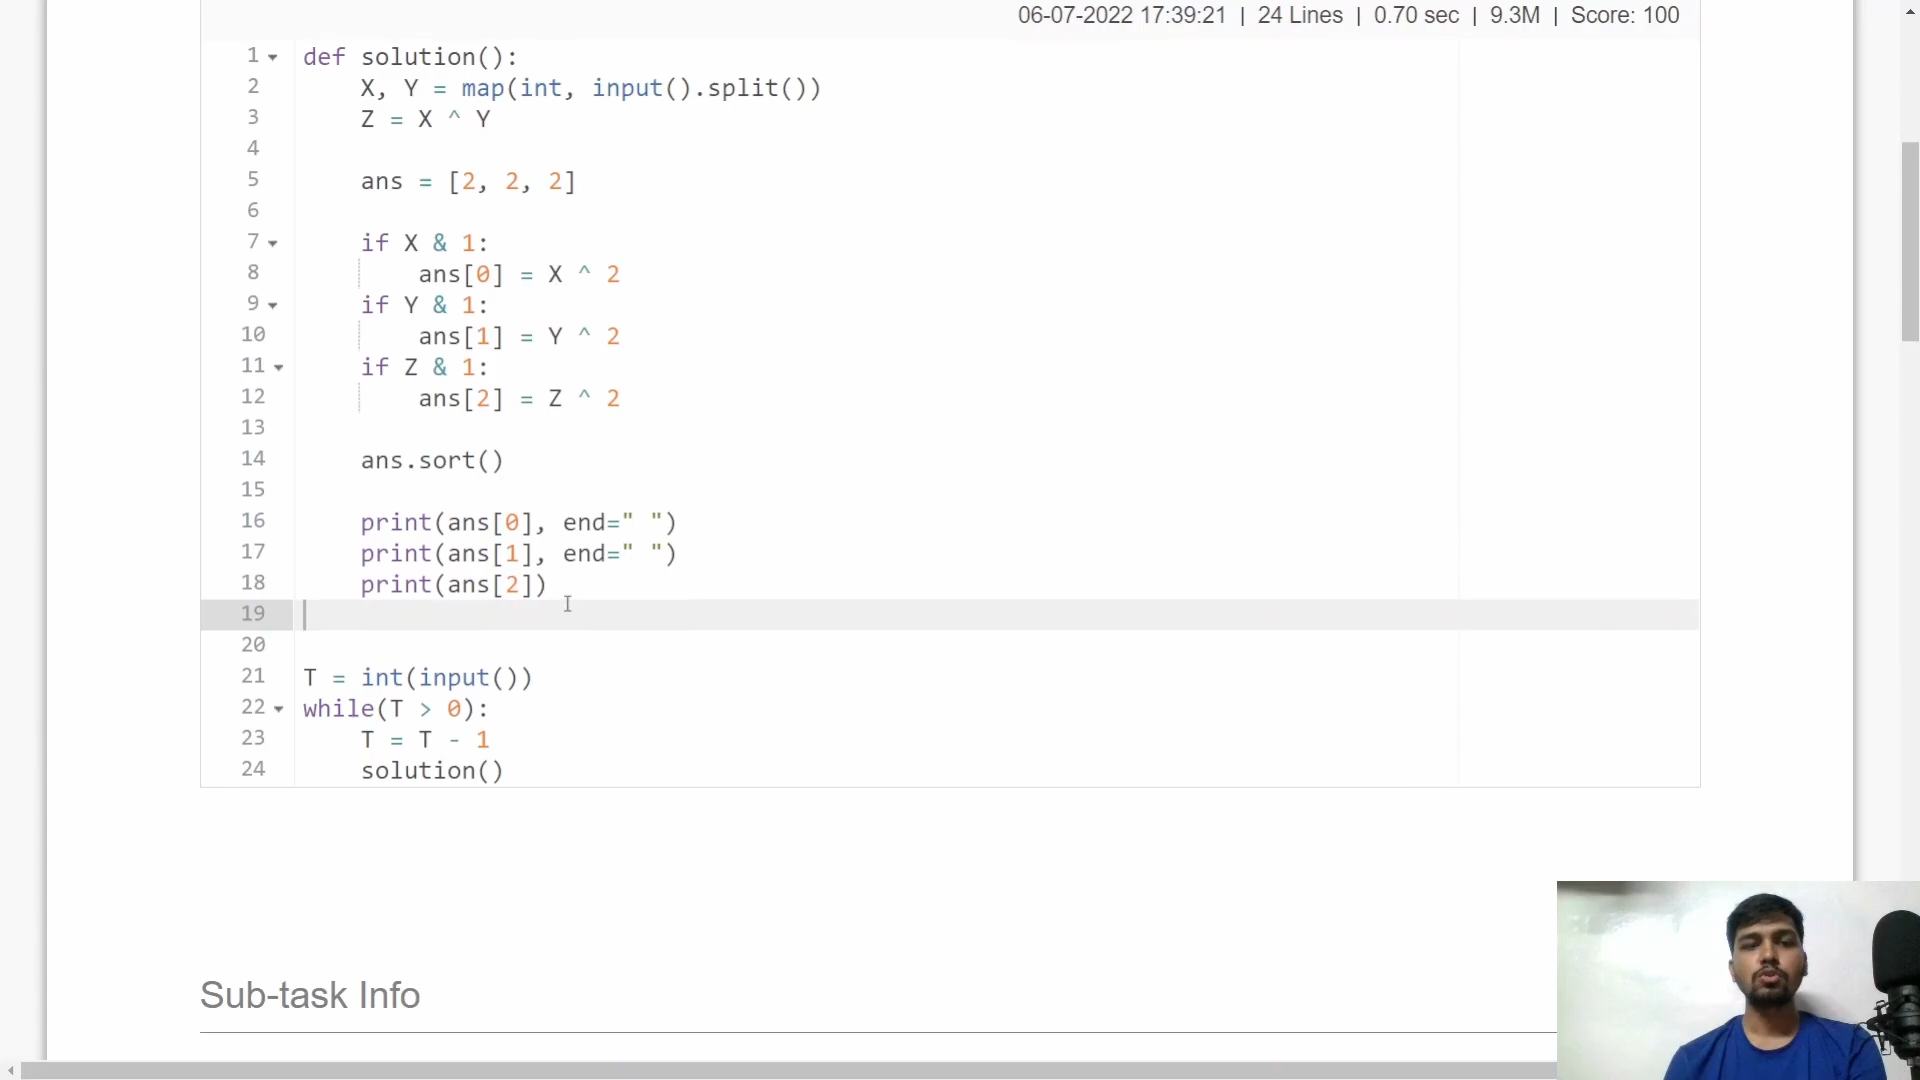 06-07-2022 17:39:21 | 24 Lines | 0.70 sec | 9.3M | Score: 100
1 def solution():
2 X, Y = map(int, input().split())
3 Z = X ^ Y
4
5 ans = [2, 2, 2]
6
7 if X & 1:
8 ans[0] = X ^ 2
9 if Y & 1:
10 ans[1] = Y ^ 2
11 if Z & 1:
12 ans[2] = Z ^ 2
13
14 ans.sort()
15
16 print(ans[0], end=" ")
17 print(ans[1], end=" ")
18 print(ans[2])
19
20
21 T = int(input())
22 while(T > 0):
23 T = T - 1
24 solution()
Sub-task Info